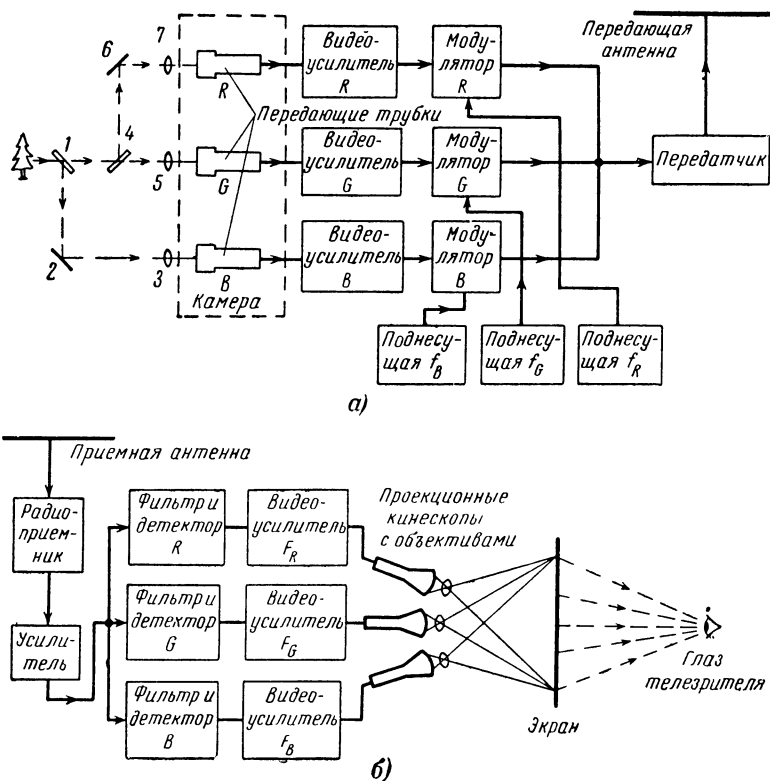 6
7
1
4
5
2
3
R
G
B
Передающие трубки
Камера
Видео-
усилитель
R
Видео-
усилитель
G
Видео-
усилитель
B
Моду-
лятор
R
Моду-
лятор
G
Моду-
лятор
B
Поднесу-
щая f_B
Поднесу-
щая f_G
Поднесу-
щая f_R
Передающая
антенна
Передатчик
а)
Приемная антенна
Радио-
прием-
ник
Усили-
тель
Фильтр и
детектор
R
Фильтр и
детектор
G
Фильтр и
детектор
B
Видео-
усилитель
F_R
Видео-
усилитель
F_G
Видео-
усилитель
F_B
Проекционные
кинескопы
с объективами
Экран
Глаз
телезрителя
б)